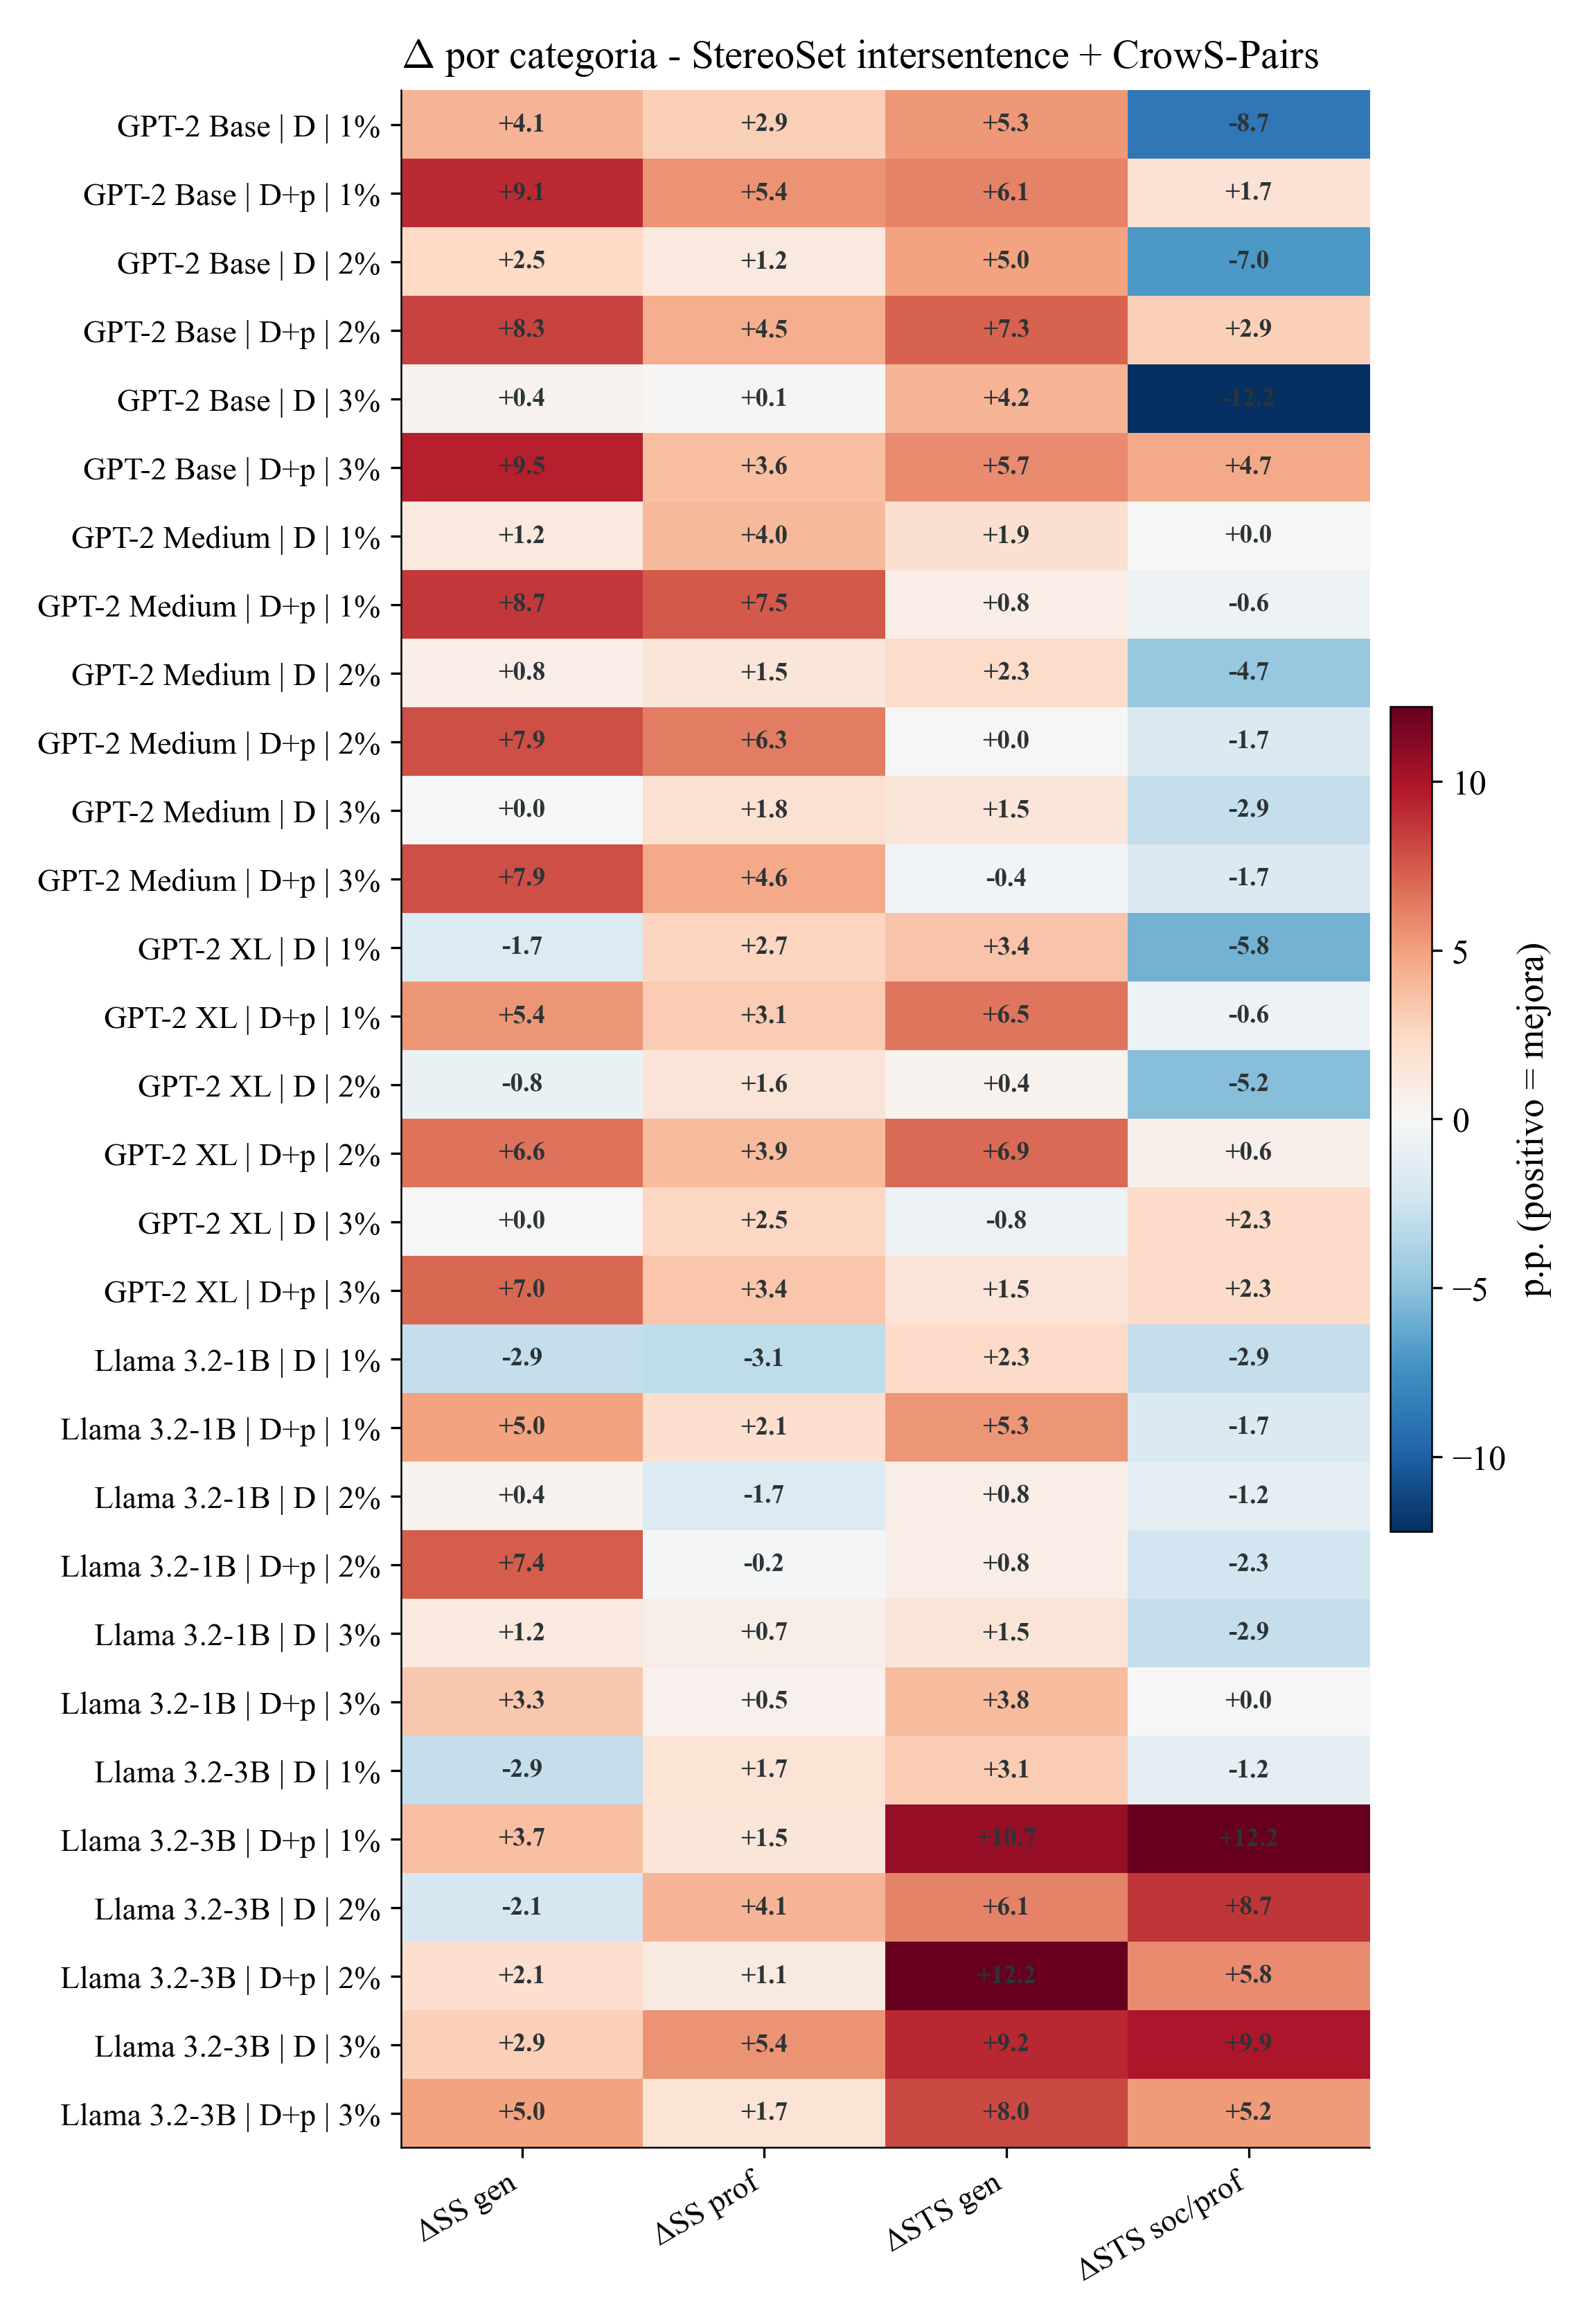 Δ por categoria - StereoSet intersentence + CrowS-Pairs
GPT-2 Base | D | 1% +4.1 +2.9 +5.3 -8.7
GPT-2 Base | D+p | 1% +9.1 +5.4 +6.1 +1.7
GPT-2 Base | D | 2% +2.5 +1.2 +5.0 -7.0
GPT-2 Base | D+p | 2% +8.3 +4.5 +7.3 +2.9
GPT-2 Base | D | 3% +0.4 +0.1 +4.2 -12.2
GPT-2 Base | D+p | 3% +9.5 +3.6 +5.7 +4.7
GPT-2 Medium | D | 1% +1.2 +4.0 +1.9 +0.0
GPT-2 Medium | D+p | 1% +8.7 +7.5 +0.8 -0.6
GPT-2 Medium | D | 2% +0.8 +1.5 +2.3 -4.7
GPT-2 Medium | D+p | 2% +7.9 +6.3 +0.0 -1.7
GPT-2 Medium | D | 3% +0.0 +1.8 +1.5 -2.9
GPT-2 Medium | D+p | 3% +7.9 +4.6 -0.4 -1.7
GPT-2 XL | D | 1% -1.7 +2.7 +3.4 -5.8
GPT-2 XL | D+p | 1% +5.4 +3.1 +6.5 -0.6
GPT-2 XL | D | 2% -0.8 +1.6 +0.4 -5.2
GPT-2 XL | D+p | 2% +6.6 +3.9 +6.9 +0.6
GPT-2 XL | D | 3% +0.0 +2.5 -0.8 +2.3
GPT-2 XL | D+p | 3% +7.0 +3.4 +1.5 +2.3
Llama 3.2-1B | D | 1% -2.9 -3.1 +2.3 -2.9
Llama 3.2-1B | D+p | 1% +5.0 +2.1 +5.3 -1.7
Llama 3.2-1B | D | 2% +0.4 -1.7 +0.8 -1.2
Llama 3.2-1B | D+p | 2% +7.4 -0.2 +0.8 -2.3
Llama 3.2-1B | D | 3% +1.2 +0.7 +1.5 -2.9
Llama 3.2-1B | D+p | 3% +3.3 +0.5 +3.8 +0.0
Llama 3.2-3B | D | 1% -2.9 +1.7 +3.1 -1.2
Llama 3.2-3B | D+p | 1% +3.7 +1.5 +10.7 +12.2
Llama 3.2-3B | D | 2% -2.1 +4.1 +6.1 +8.7
Llama 3.2-3B | D+p | 2% +2.1 +1.1 +12.2 +5.8
Llama 3.2-3B | D | 3% +2.9 +5.4 +9.2 +9.9
Llama 3.2-3B | D+p | 3% +5.0 +1.7 +8.0 +5.2
ΔSS gen ΔSS prof ΔSTS gen ΔSTS soc/prof
10
5
0
−5
−10
p.p. (positivo = mejora)